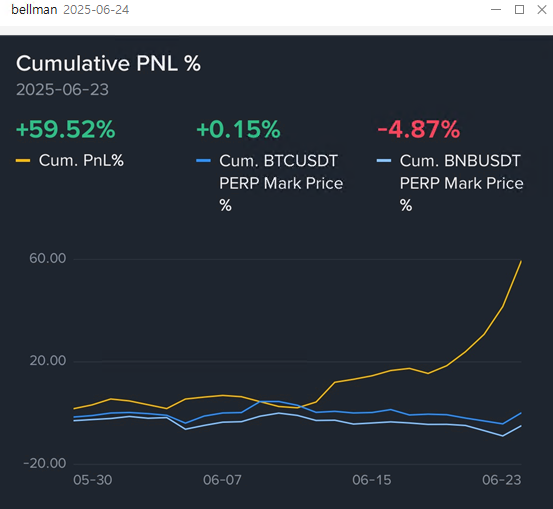 bellman 2025-06-24
Cumulative PNL %
2025-06-23
+59.52% +0.15% -4.87%
Cum. PnL% Cum. BTCUSDT Cum. BNBUSDT
PERP Mark Price PERP Mark Price
% %
60.00
20.00
-20.00
05-30 06-07 06-15 06-23